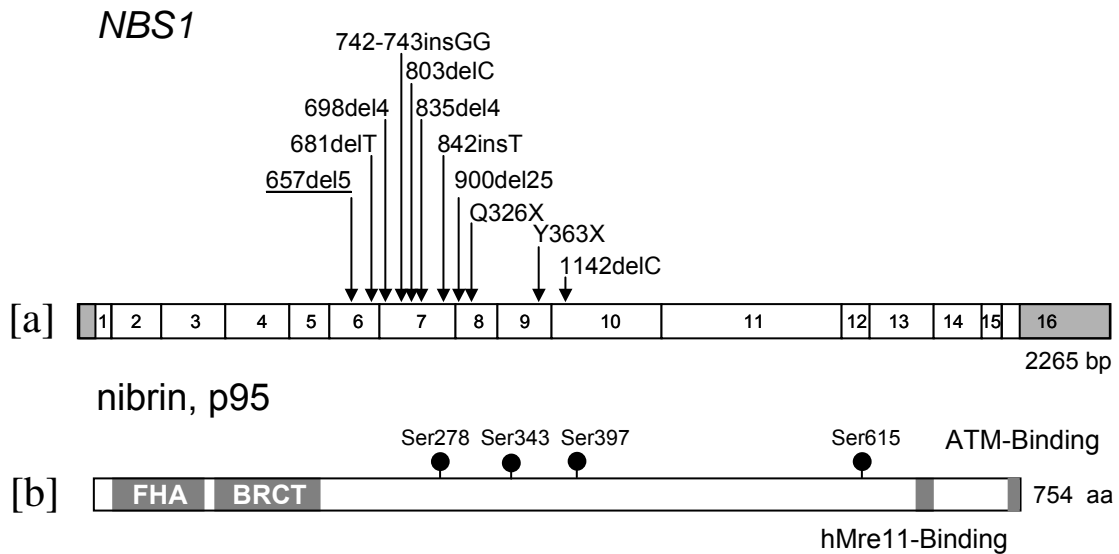 NBS1
742-743insGG
803delC
698del4 835del4
681delT 842insT
657del5 900del25
Q326X
Y363X
1142delC
[a] 1 2 3 4 5 6 7 8 9 10 11 12 13 14 15 16
2265 bp
nibrin, p95
Ser278 Ser343 Ser397 Ser615 ATM-Binding
[b] FHA BRCT 754 aa
hMre11-Binding